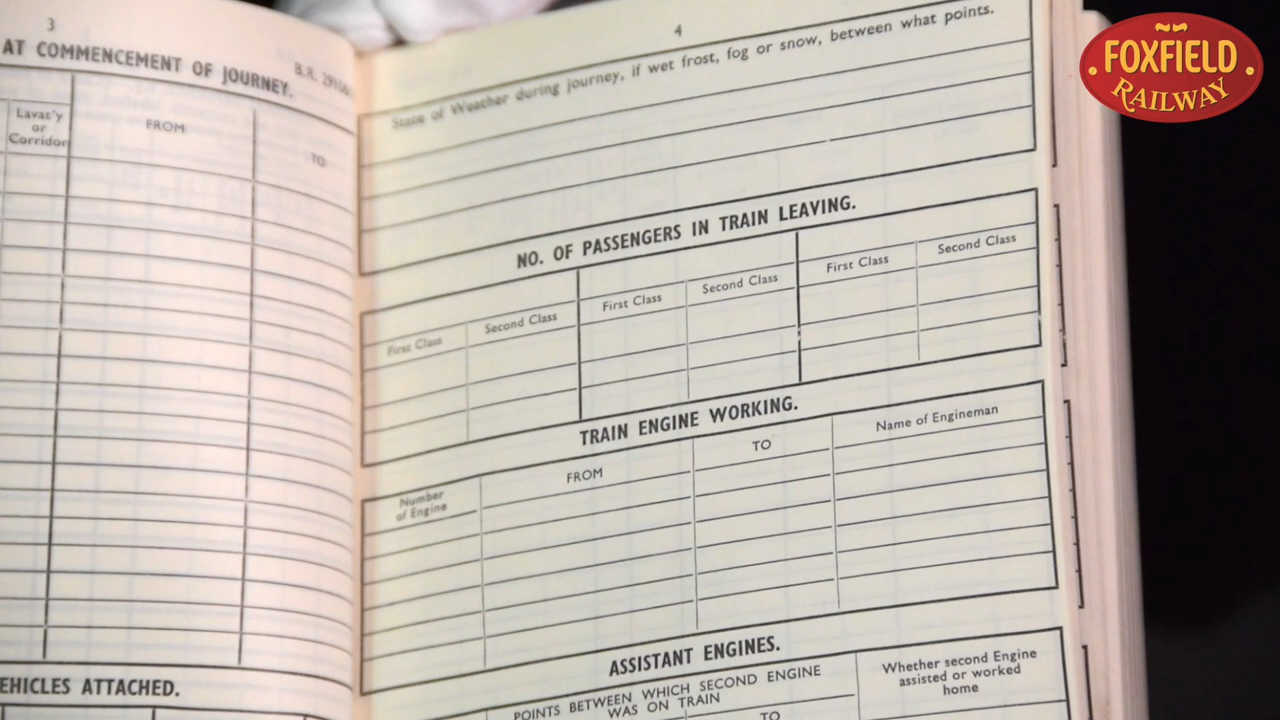 3
AT COMMENCEMENT OF JOURNEY.
B.R. 29106
Lavat'y
or
Corridor
FROM
TO
EHICLES ATTACHED.
4
State of Weather during journey, if wet frost, fog or snow, between what points.
NO. OF PASSENGERS IN TRAIN LEAVING.
First Class
Second Class
First Class
Second Class
First Class
Second Class
TRAIN ENGINE WORKING.
Number
of Engine
FROM
TO
Name of Engineman
ASSISTANT ENGINES.
POINTS BETWEEN WHICH SECOND ENGINE
WAS ON TRAIN
TO
Whether second Engine
assisted or worked
home
FOXFIELD
RAILWAY